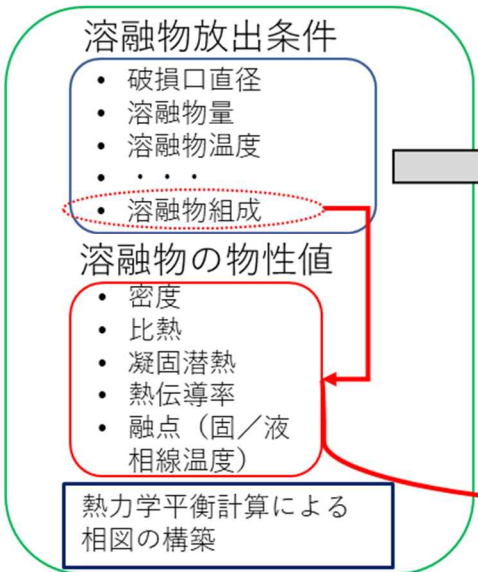 溶融物放出条件
• 破損口直径
• 溶融物量
• 溶融物温度
• ・・・
• 溶融物組成
溶融物の物性値
• 密度
• 比熱
• 凝固潜熱
• 熱伝導率
• 融点（固／液
相線温度）
熱力学平衡計算による
相図の構築